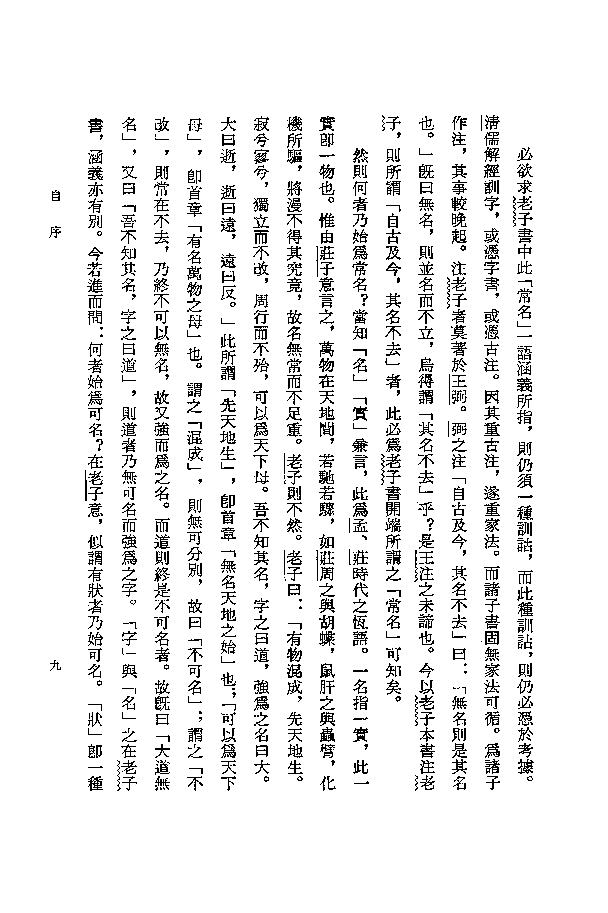 必欲求老子書中此「常名」一語涵義所指，則仍須一種訓詁，而此種訓詁，則仍必憑於考據。
清儒解經訓字，或憑字書，或憑古注。因其重古注，遂重家法。而諸子書固無家法可循。爲諸子
作注，其事較晚起。注老子者莫著於王弼。弼之注「自古及今，其名不去」曰：「無名則是其名
也。」旣曰無名，則並名而不立，烏得謂「其名不去」乎？是王注之未諦也。今以老子本書注老
子，則所謂「自古及今，其名不去」者，此必爲老子書開端所謂之「常名」可知矣。
然則何者乃始爲常名？當知「名」「實」兼言，此爲孟、莊時代之恆語。一名指一實，此一
實卽一物也。惟由莊子意言之，萬物在天地間，若馳若驟，如莊周之與胡蝶，鼠肝之與蟲臂，化
機所驅，將漫不得其究竟，故名無常而不足重。老子則不然。老子曰：「有物混成，先天地生。
寂兮寥兮，獨立而不改，周行而不殆，可以爲天下母。吾不知其名，字之曰道，強爲之名曰大。
大曰逝，逝曰遠，遠曰反。」此所謂「先天地生」，卽首章「無名天地之始」也；「可以爲天下
母」，卽首章「有名萬物之母」也。謂之「混成」，則無可分別，故曰「不可名」；謂之「不
改」，則常在不去，乃終不可以無名，故又強而爲之名。而道則終是不可名者。故旣曰「大道無
名」，又曰「吾不知其名，字之曰道」，則道者乃無可名而強爲之字。「字」與「名」之在老子
書，涵義亦有別。今若進而問：何者始爲可名？在老子意，似謂有狀者乃始可名。「狀」卽一種
自序
九